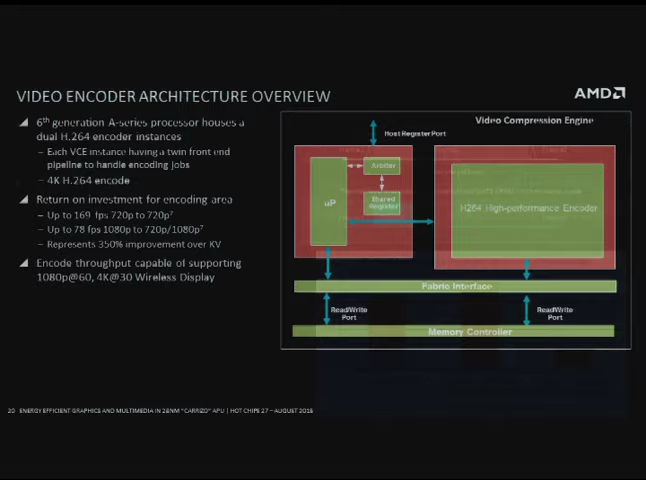 VIDEO ENCODER ARCHITECTURE OVERVIEW
AMD
6th generation A-series processor houses a
dual H.264 encoder instances
– Each VCE instance having a twin front end
pipeline to handle encoding jobs
– 4K H.264 encode
Return on investment for encoding area
– Up to 169 fps 720p to 720p7
– Up to 78 fps 1080p to 720p/1080p7
– Represents 350% improvement over KV
Encode throughput capable of supporting
1080p@60, 4K@30 Wireless Display
Video Compression Engine
Host Register Port
Arbiter
µP
Shared
Register
H264 High-performance Encoder
Fabric Interface
Read/Write
Port
Read/Write
Port
Memory Controller
20 ENERGY EFFICIENT GRAPHICS AND MULTIMEDIA IN 28NM "CARRIZO" APU | HOT CHIPS 27 – AUGUST 2015